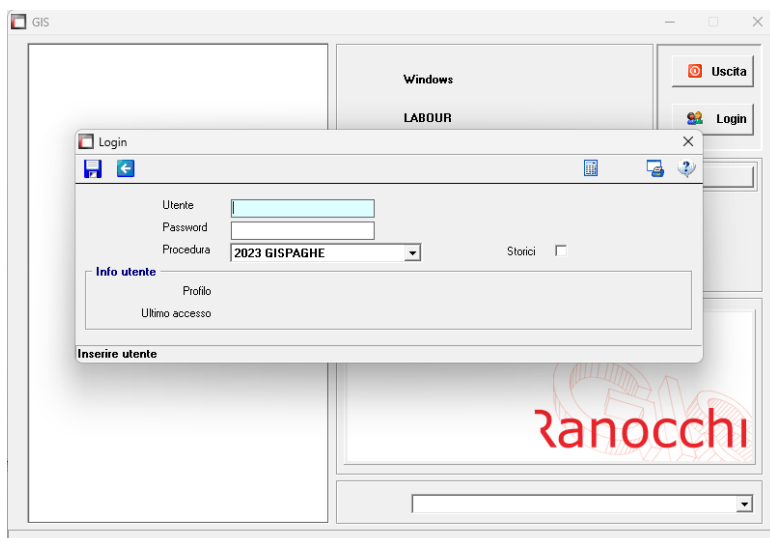 GIS
Windows
Uscita
LABOUR
Login
Login
Utente
Password
Procedura
2023 GISPAGHE
Storici
Info utente
Profilo
Ultimo accesso
Inserire utente
Ranocchi